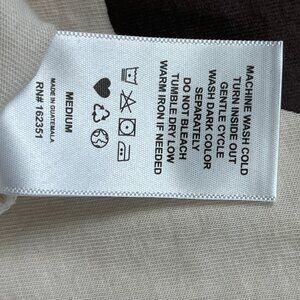 MEDIUM
MADE IN GUATEMALA
RN# 162351
MACHINE WASH COLD
TURN INSIDE OUT
GENTLE CYCLE
WASH DARK COLOR
SEPARATELY
DO NOT BLEACH
TUMBLE DRY LOW
WARM IRON IF NEEDED